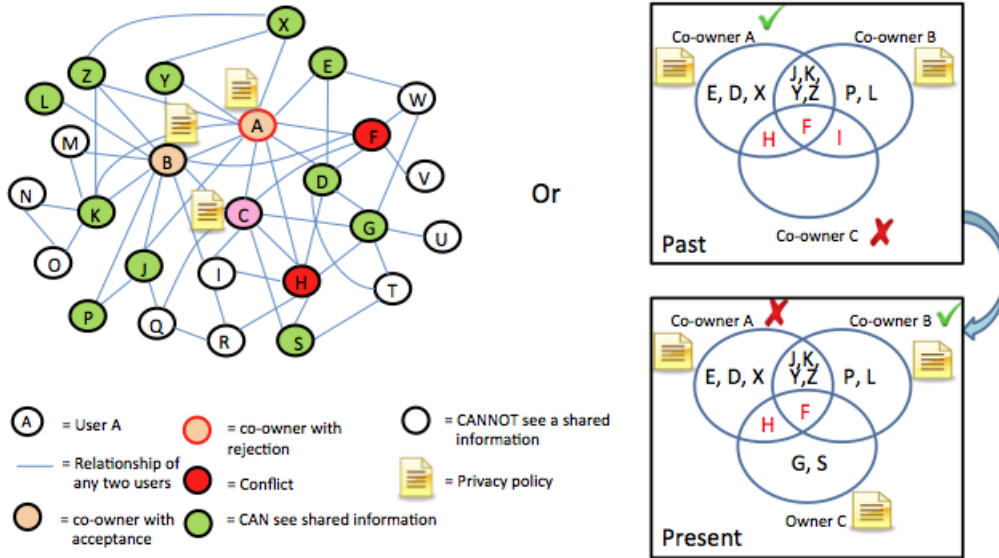 X
Z
Y
E
L
W
A
F
M
B
V
D
N
K
C
G
U
O
J
I
H
T
P
Q
R
S
Or
Co-owner A
Co-owner B
J,K,
Y,Z
E, D, X
P, L
H
F
I
Co-owner C
Past
Co-owner A
Co-owner B
J,K,
Y,Z
E, D, X
P, L
F
H
G, S
Owner C
Present
A
= User A
= Relationship of
any two users
= co-owner with
acceptance
= co-owner with
rejection
= Conflict
= CAN see shared information
= CANNOT see a shared
information
= Privacy policy